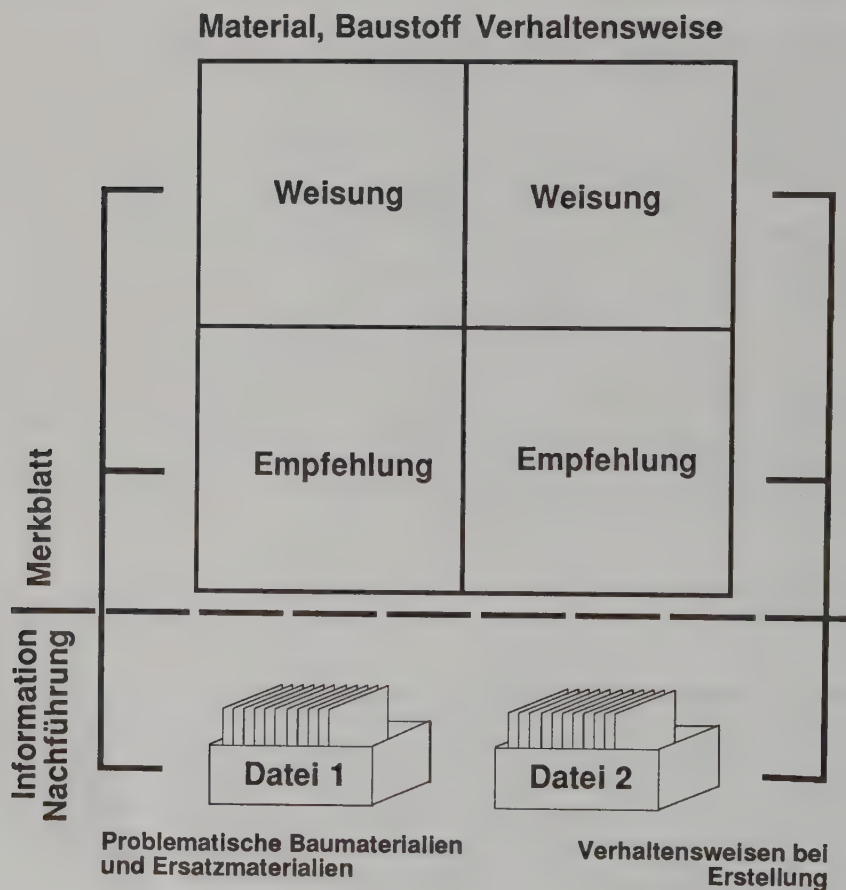 Material, Baustoff Verhaltensweise
Weisung Weisung
Empfehlung Empfehlung
Merkblatt
Information
Nachführung
Datei 1 Datei 2
Problematische Baumaterialien
und Ersatzmaterialien
Verhaltensweisen bei
Erstellung